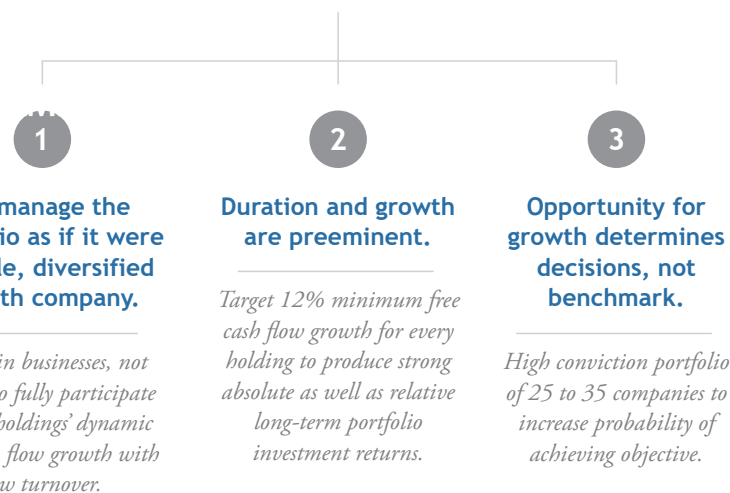 1
manage the
io as if it were
le, diversified
th company.
in businesses, not
o fully participate
holdings’ dynamic
flow growth with
w turnover.
2
Duration and growth
are preeminent.
Target 12% minimum free
cash flow growth for every
holding to produce strong
absolute as well as relative
long-term portfolio
investment returns.
3
Opportunity for
growth determines
decisions, not
benchmark.
High conviction portfolio
of 25 to 35 companies to
increase probability of
achieving objective.